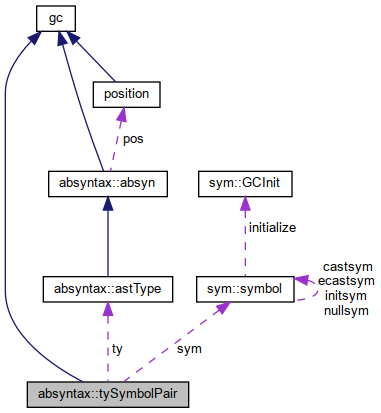 gc
position
pos
absyntax::absyn
sym::GCInit
initialize
castsym
ecastsym
initsym
nullsym
absyntax::astType
sym::symbol
ty
sym
absyntax::tySymbolPair